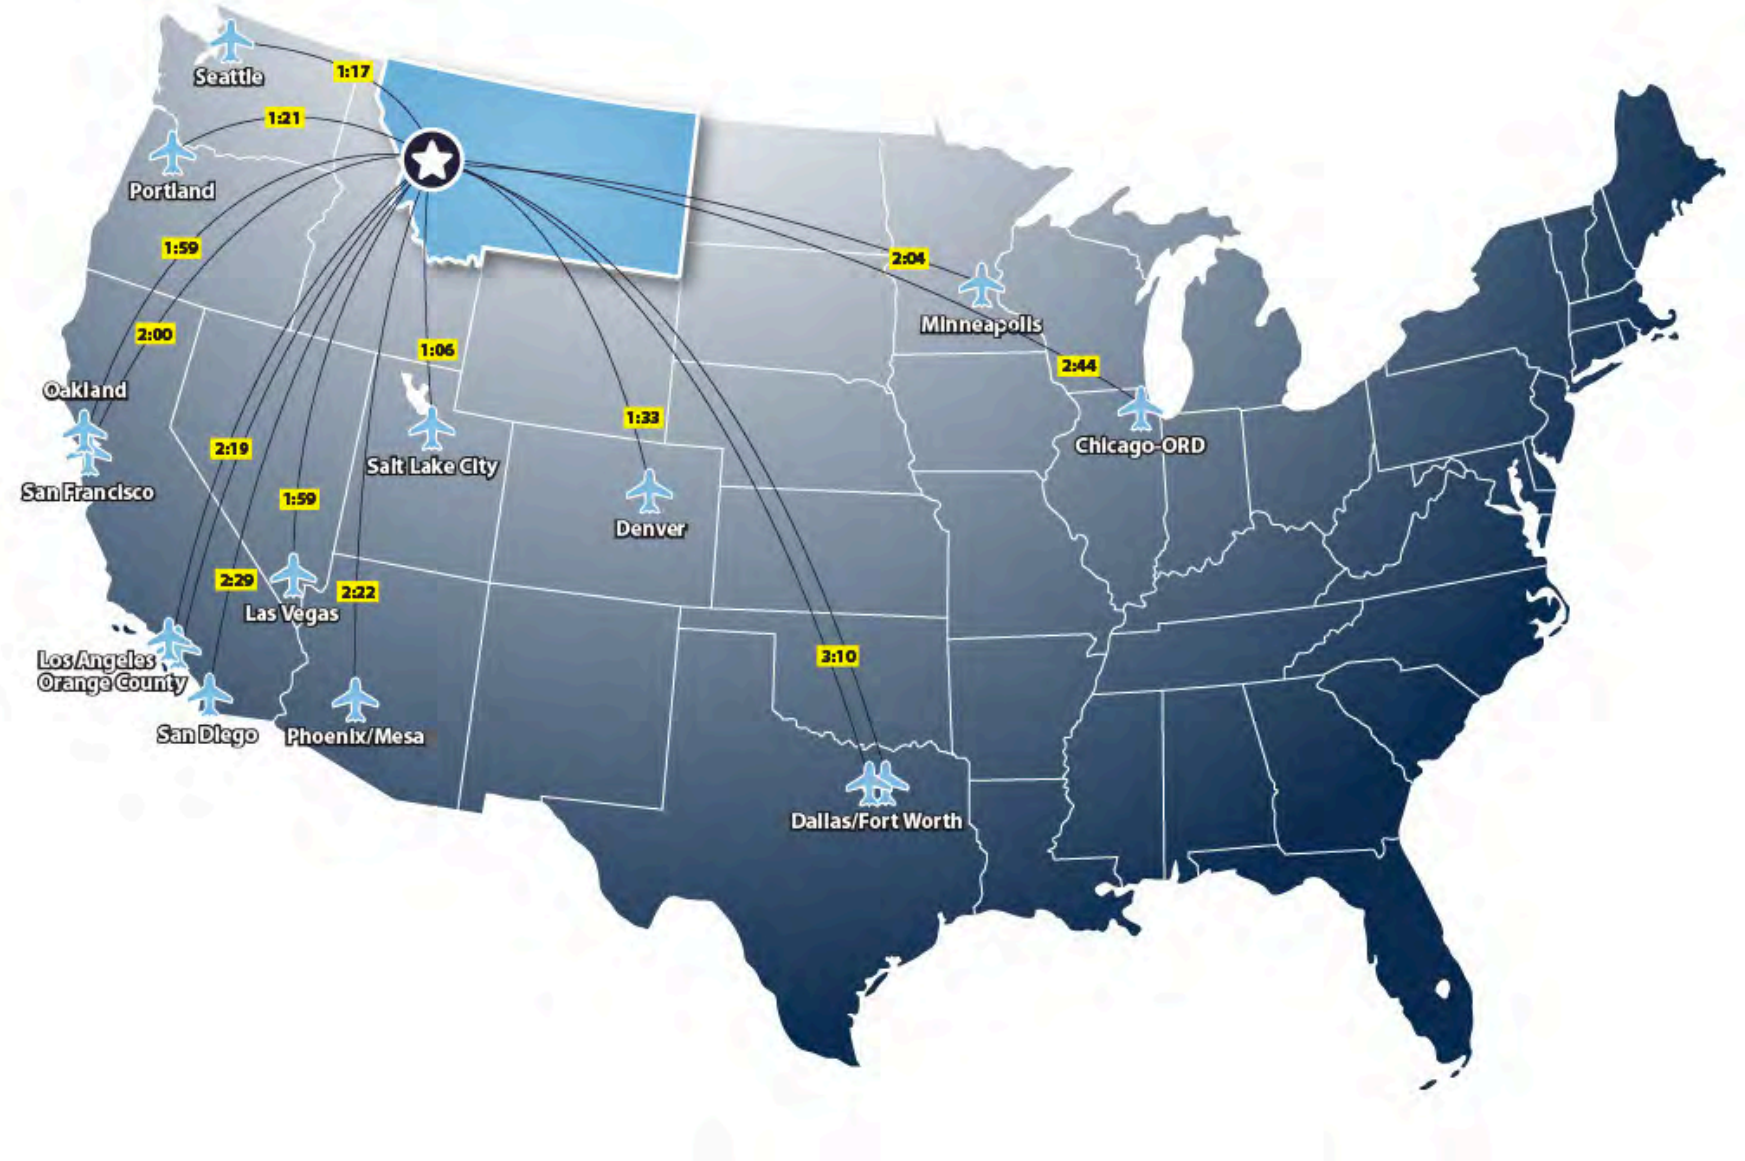 Seattle
1:17
1:21
Portland
1:59
2:04
Minneapolis
2:00
1:06
2:44
Oakland
1:33
Chicago-ORD
2:19
Salt Lake City
San Francisco
1:59
Denver
2:29
2:22
Las Vegas
3:10
Los Angeles
Orange County
San Diego
Phoenix/Mesa
Dallas/Fort Worth